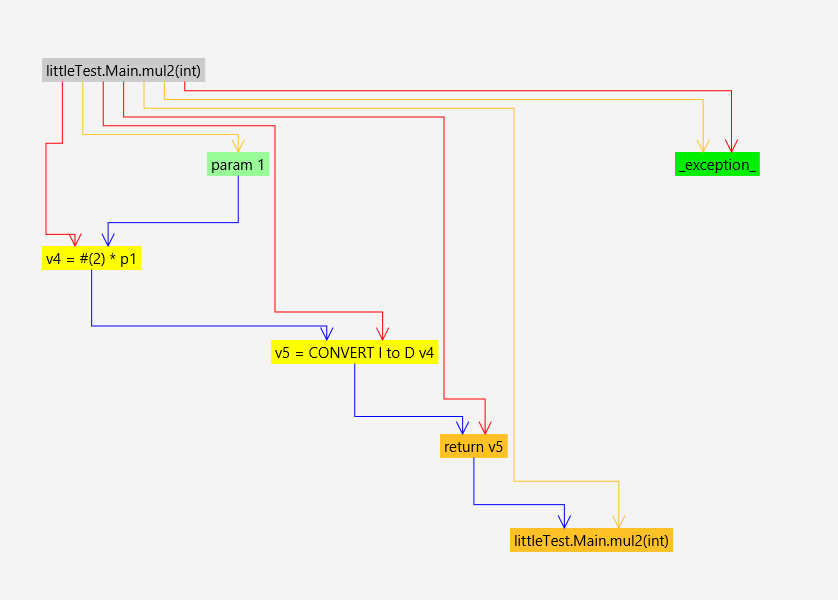 littleTest.Main.mul2(int)
param 1
_exception_
v4 = #(2) * p1
v5 = CONVERT I to D v4
return v5
littleTest.Main.mul2(int)